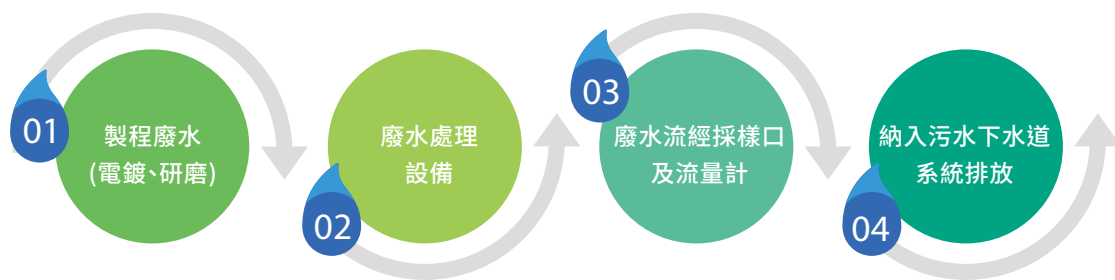 01
製程廢水
(電鍍、研磨)
02
廢水處理
設備
03
廢水流經採樣口
及流量計
04
納入污水下水道
系統排放